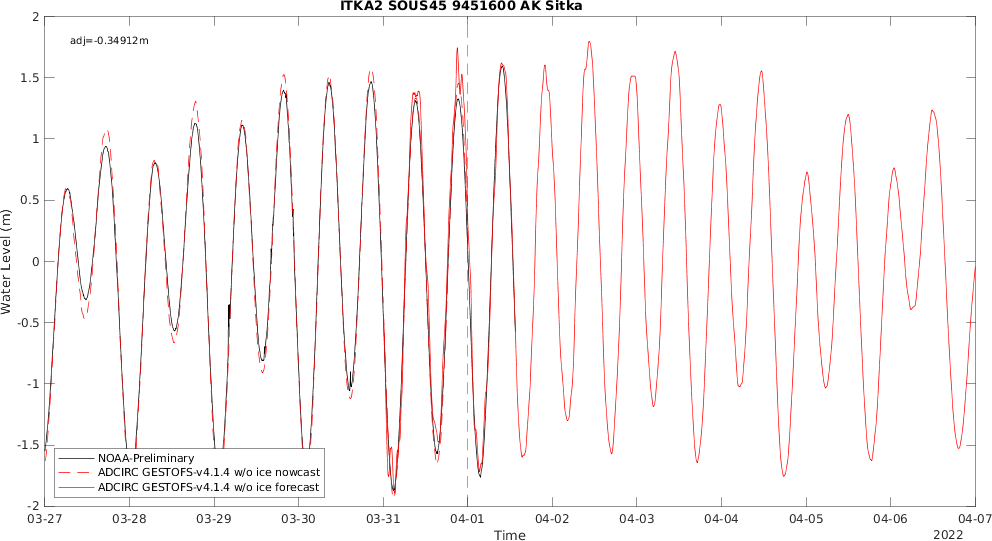 ITKA2 SOUS45 9451600 AK Sitka
adj=-0.34912m
2
1.5
1
0.5
0
-0.5
-1
-1.5
-2
Water Level (m)
NOAA-Preliminary
ADCIRC GESTOFS-v4.1.4 w/o ice nowcast
ADCIRC GESTOFS-v4.1.4 w/o ice forecast
03-27 03-28 03-29 03-30 03-31 04-01 04-02 04-03 04-04 04-05 04-06 04-07
Time
2022